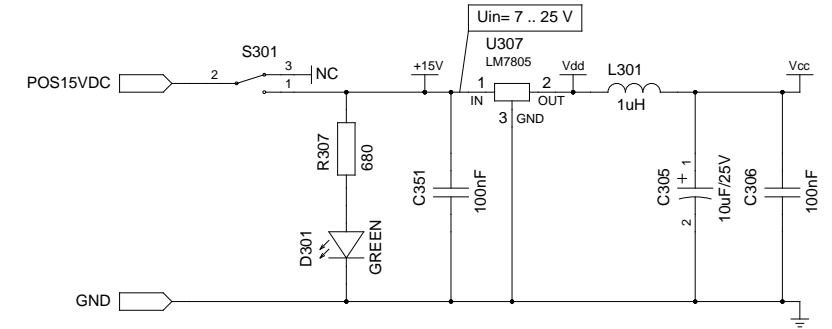 Uin= 7 .. 25 V
U307
LM7805
S301
POS15VDC
2
3
NC
1
+15V
1
IN
2
OUT
3
GND
Vdd
L301
1uH
Vcc
R307
680
C351
100nF
C305
+
1
2
10uF/25V
C306
100nF
D301
GREEN
GND